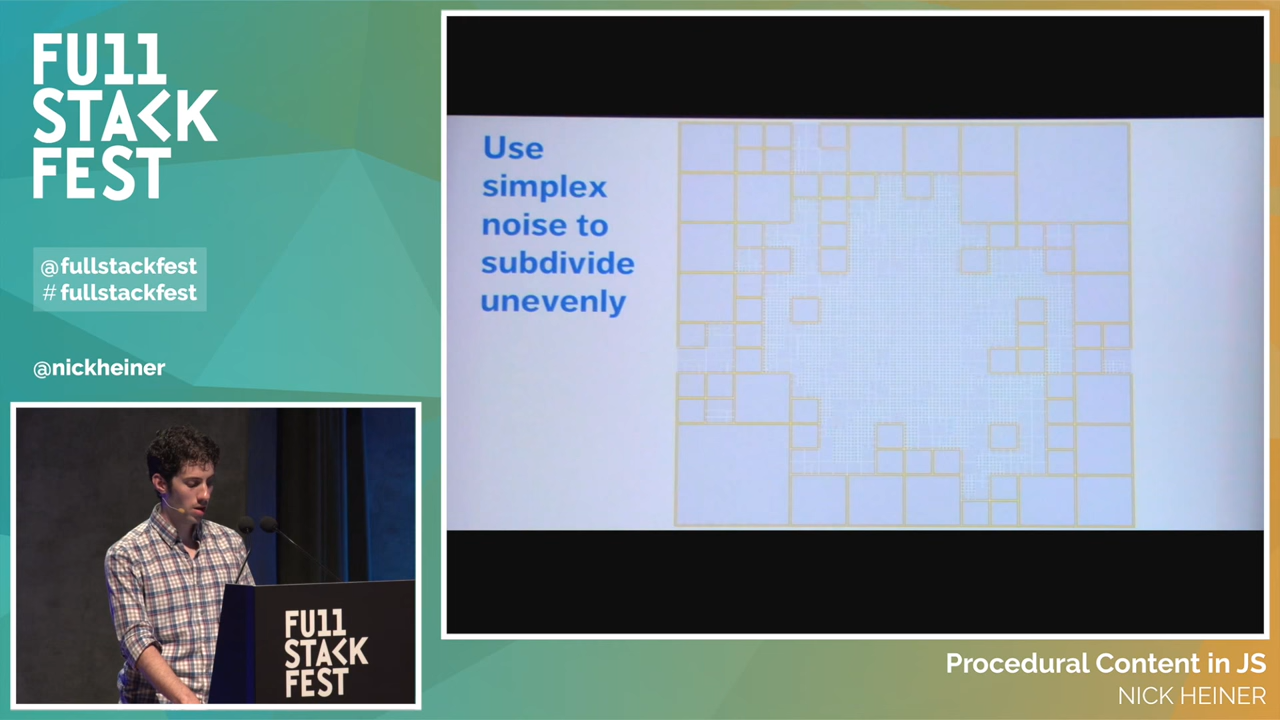 FU11
STACK
FEST
@fullstackfest
# fullstackfest
@nickheiner
Use
simplex
noise to
subdivide
unevenly
FU11
STACK
FEST
Procedural Content in JS
NICK HEINER